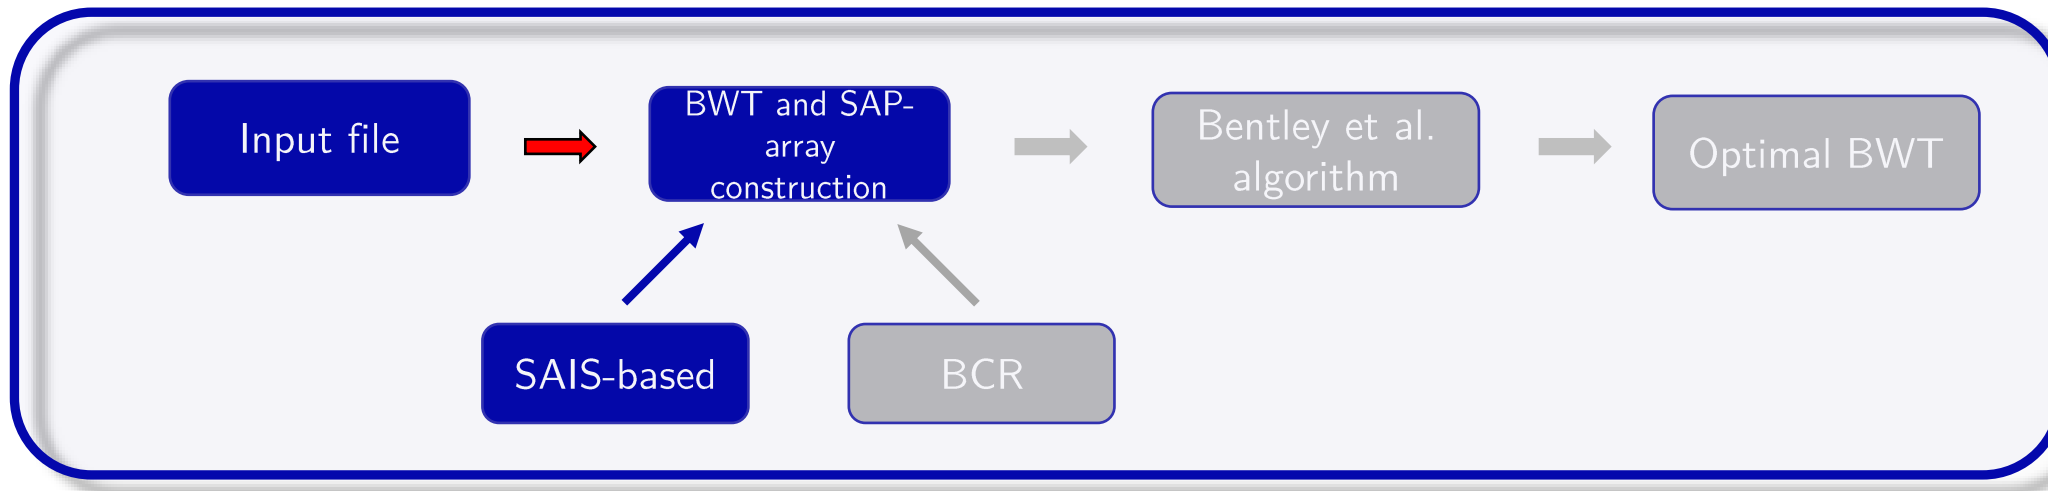 Input file
BWT and SAP-
array
construction
Bentley et al.
algorithm
Optimal BWT
SAIS-based
BCR